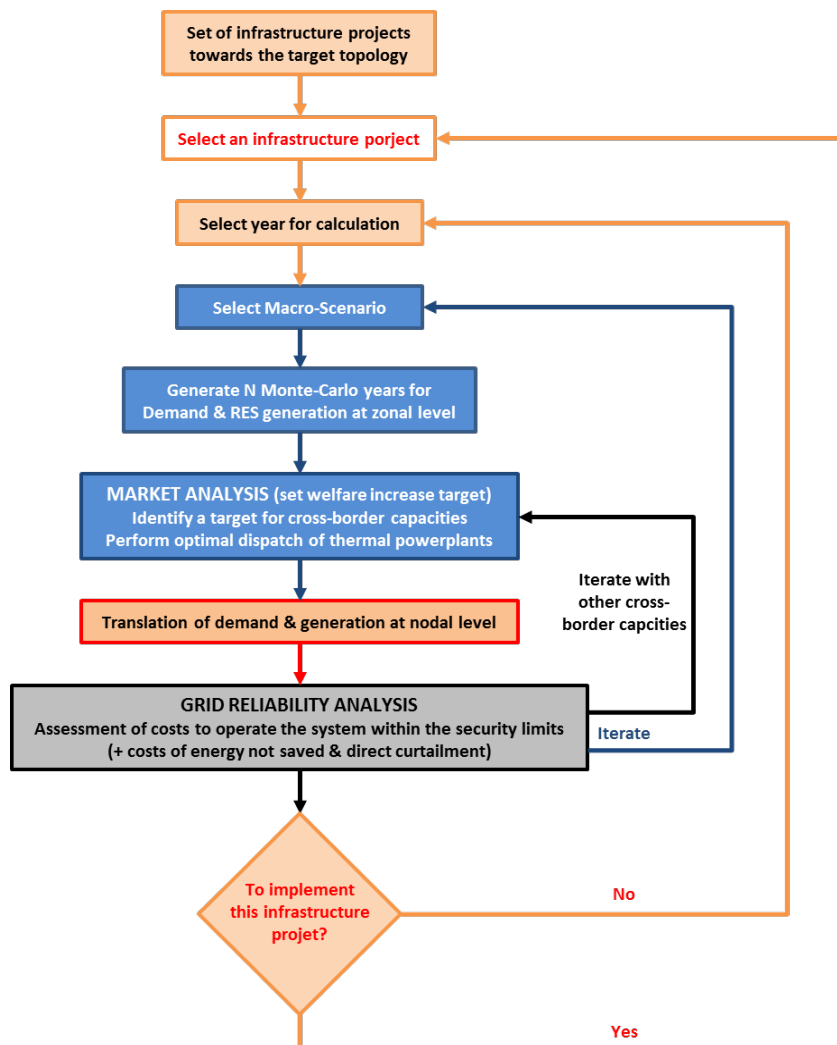 Set of infrastructure projects
towards the target topology
Select an infrastructure porject
Select year for calculation
Select Macro-Scenario
Generate N Monte-Carlo years for
Demand & RES generation at zonal level
MARKET ANALYSIS (set welfare increase target)
Identify a target for cross-border capacities
Perform optimal dispatch of thermal powerplants
Iterate with
other cross-
border capcities
Translation of demand & generation at nodal level
GRID RELIABILITY ANALYSIS
Assessment of costs to operate the system within the security limits
(+ costs of energy not saved & direct curtailment)
Iterate
To implement
this infrastructure
projet?
No
Yes